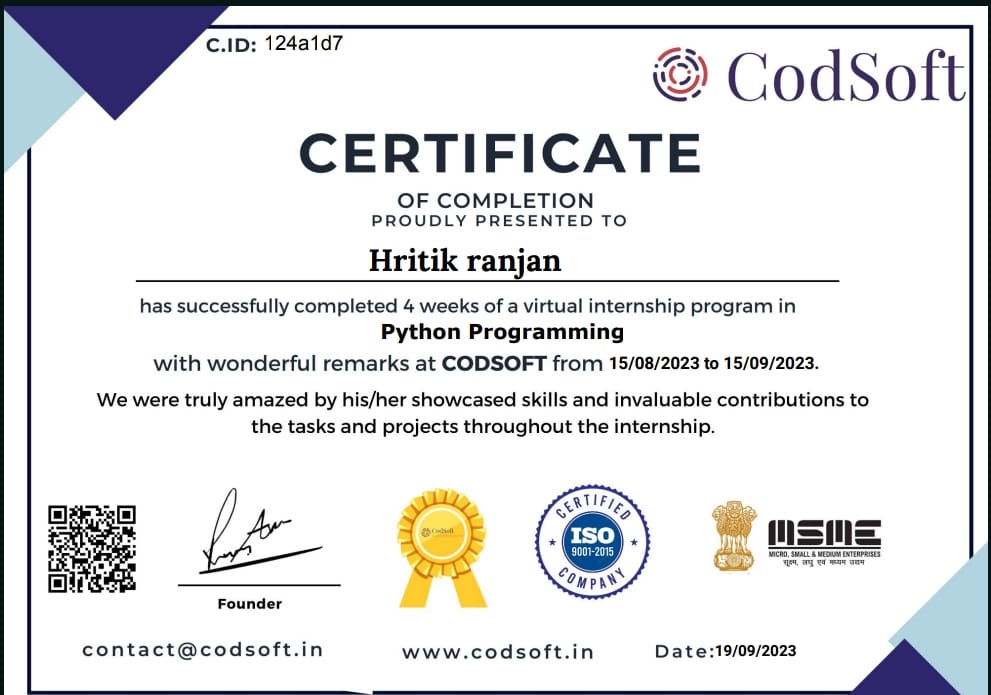 C.ID: 124a1d7
CodSoft
CERTIFICATE
OF COMPLETION
PROUDLY PRESENTED TO
Hritik ranjan
has successfully completed 4 weeks of a virtual internship program in
Python Programming
with wonderful remarks at CODSOFT from 15/08/2023 to 15/09/2023.
We were truly amazed by his/her showcased skills and invaluable contributions to
the tasks and projects throughout the internship.
Founder
CodSoft
CERTIFIED
ISO
9001-2015
COMPANY
MSME
MICRO, SMALL & MEDIUM ENTERPRISES
सूक्ष्म, लघु एवं मध्यम उद्यम
contact@codsoft.in
www.codsoft.in
Date:19/09/2023